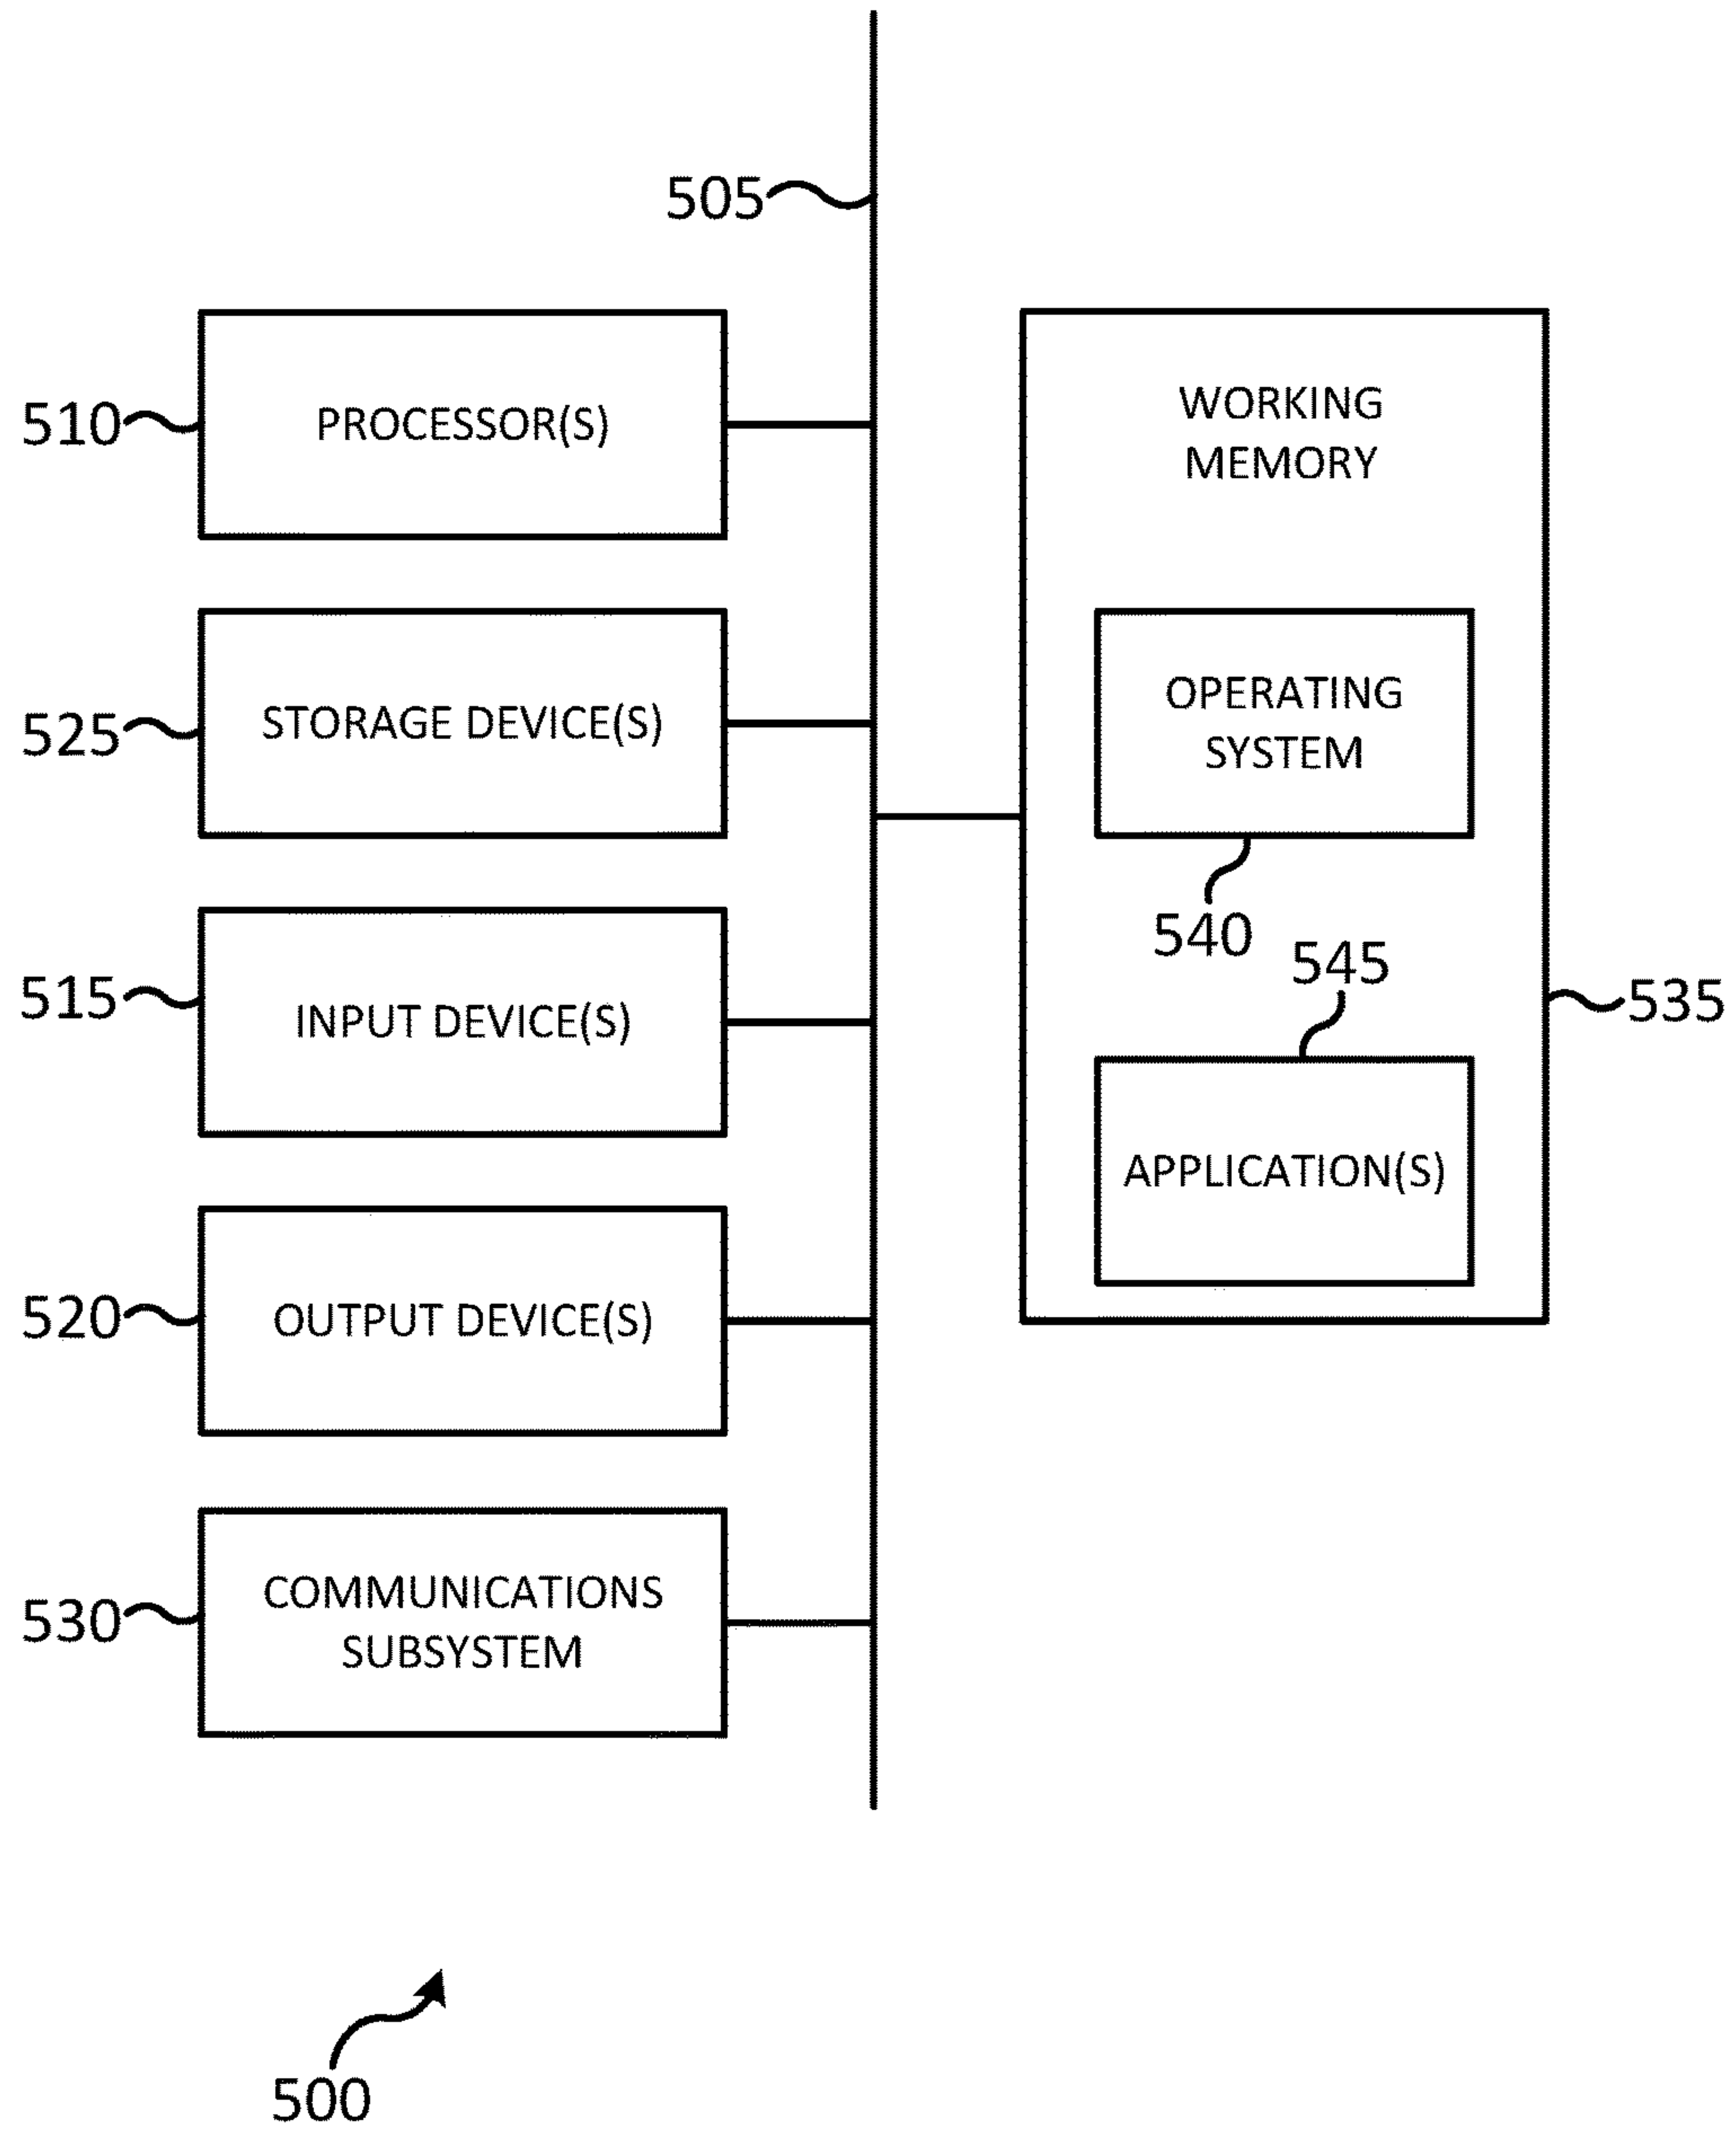 505
510
PROCESSOR(S)
525
STORAGE DEVICE(S)
515
INPUT DEVICE(S)
520
OUTPUT DEVICE(S)
530
COMMUNICATIONS
SUBSYSTEM
WORKING
MEMORY
OPERATING
SYSTEM
540
545
APPLICATION(S)
535
500